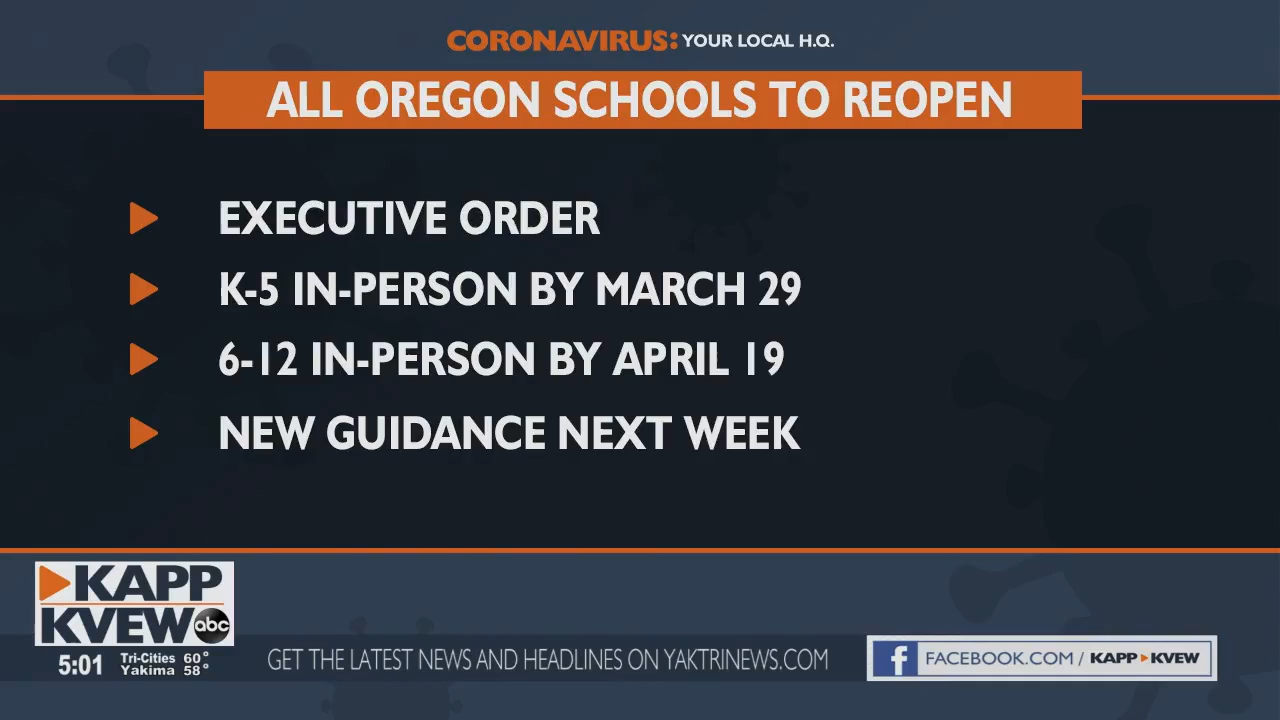 CORONAVIRUS: YOUR LOCAL H.Q.
ALL OREGON SCHOOLS TO REOPEN
EXECUTIVE ORDER
K-5 IN-PERSON BY MARCH 29
6-12 IN-PERSON BY APRIL 19
NEW GUIDANCE NEXT WEEK
KAPP
KVEW abc
5:01
Tri-Cities 60°
Yakima 58°
GET THE LATEST NEWS AND HEADLINES ON YAKTRINEWS.COM
f FACEBOOK.COM / KAPP KVEW